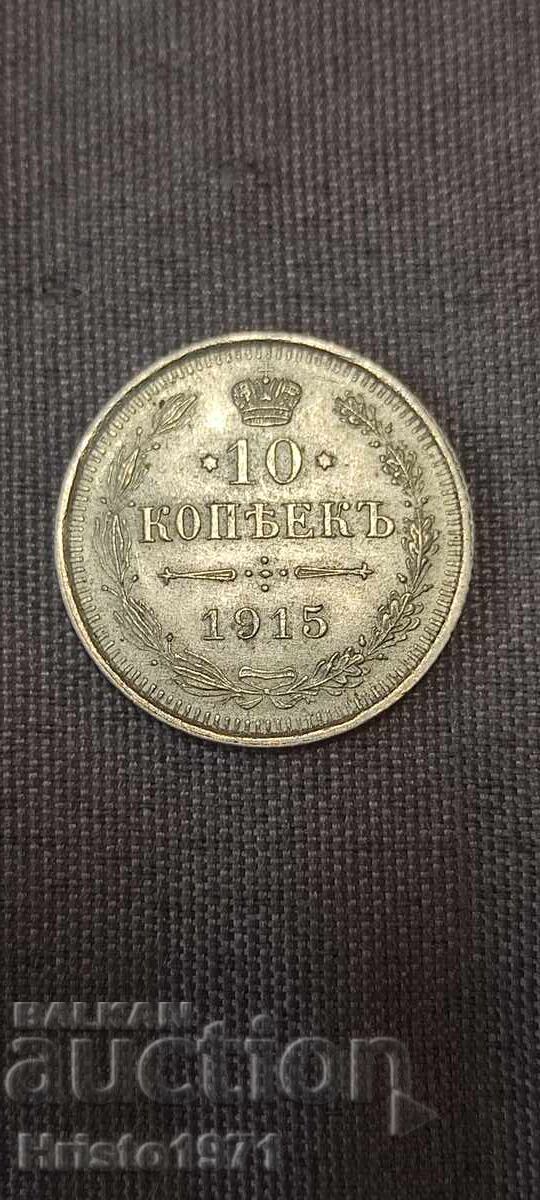 10
КОПѢЕКЪ
1915
BALKAN
auction
Hristo1971